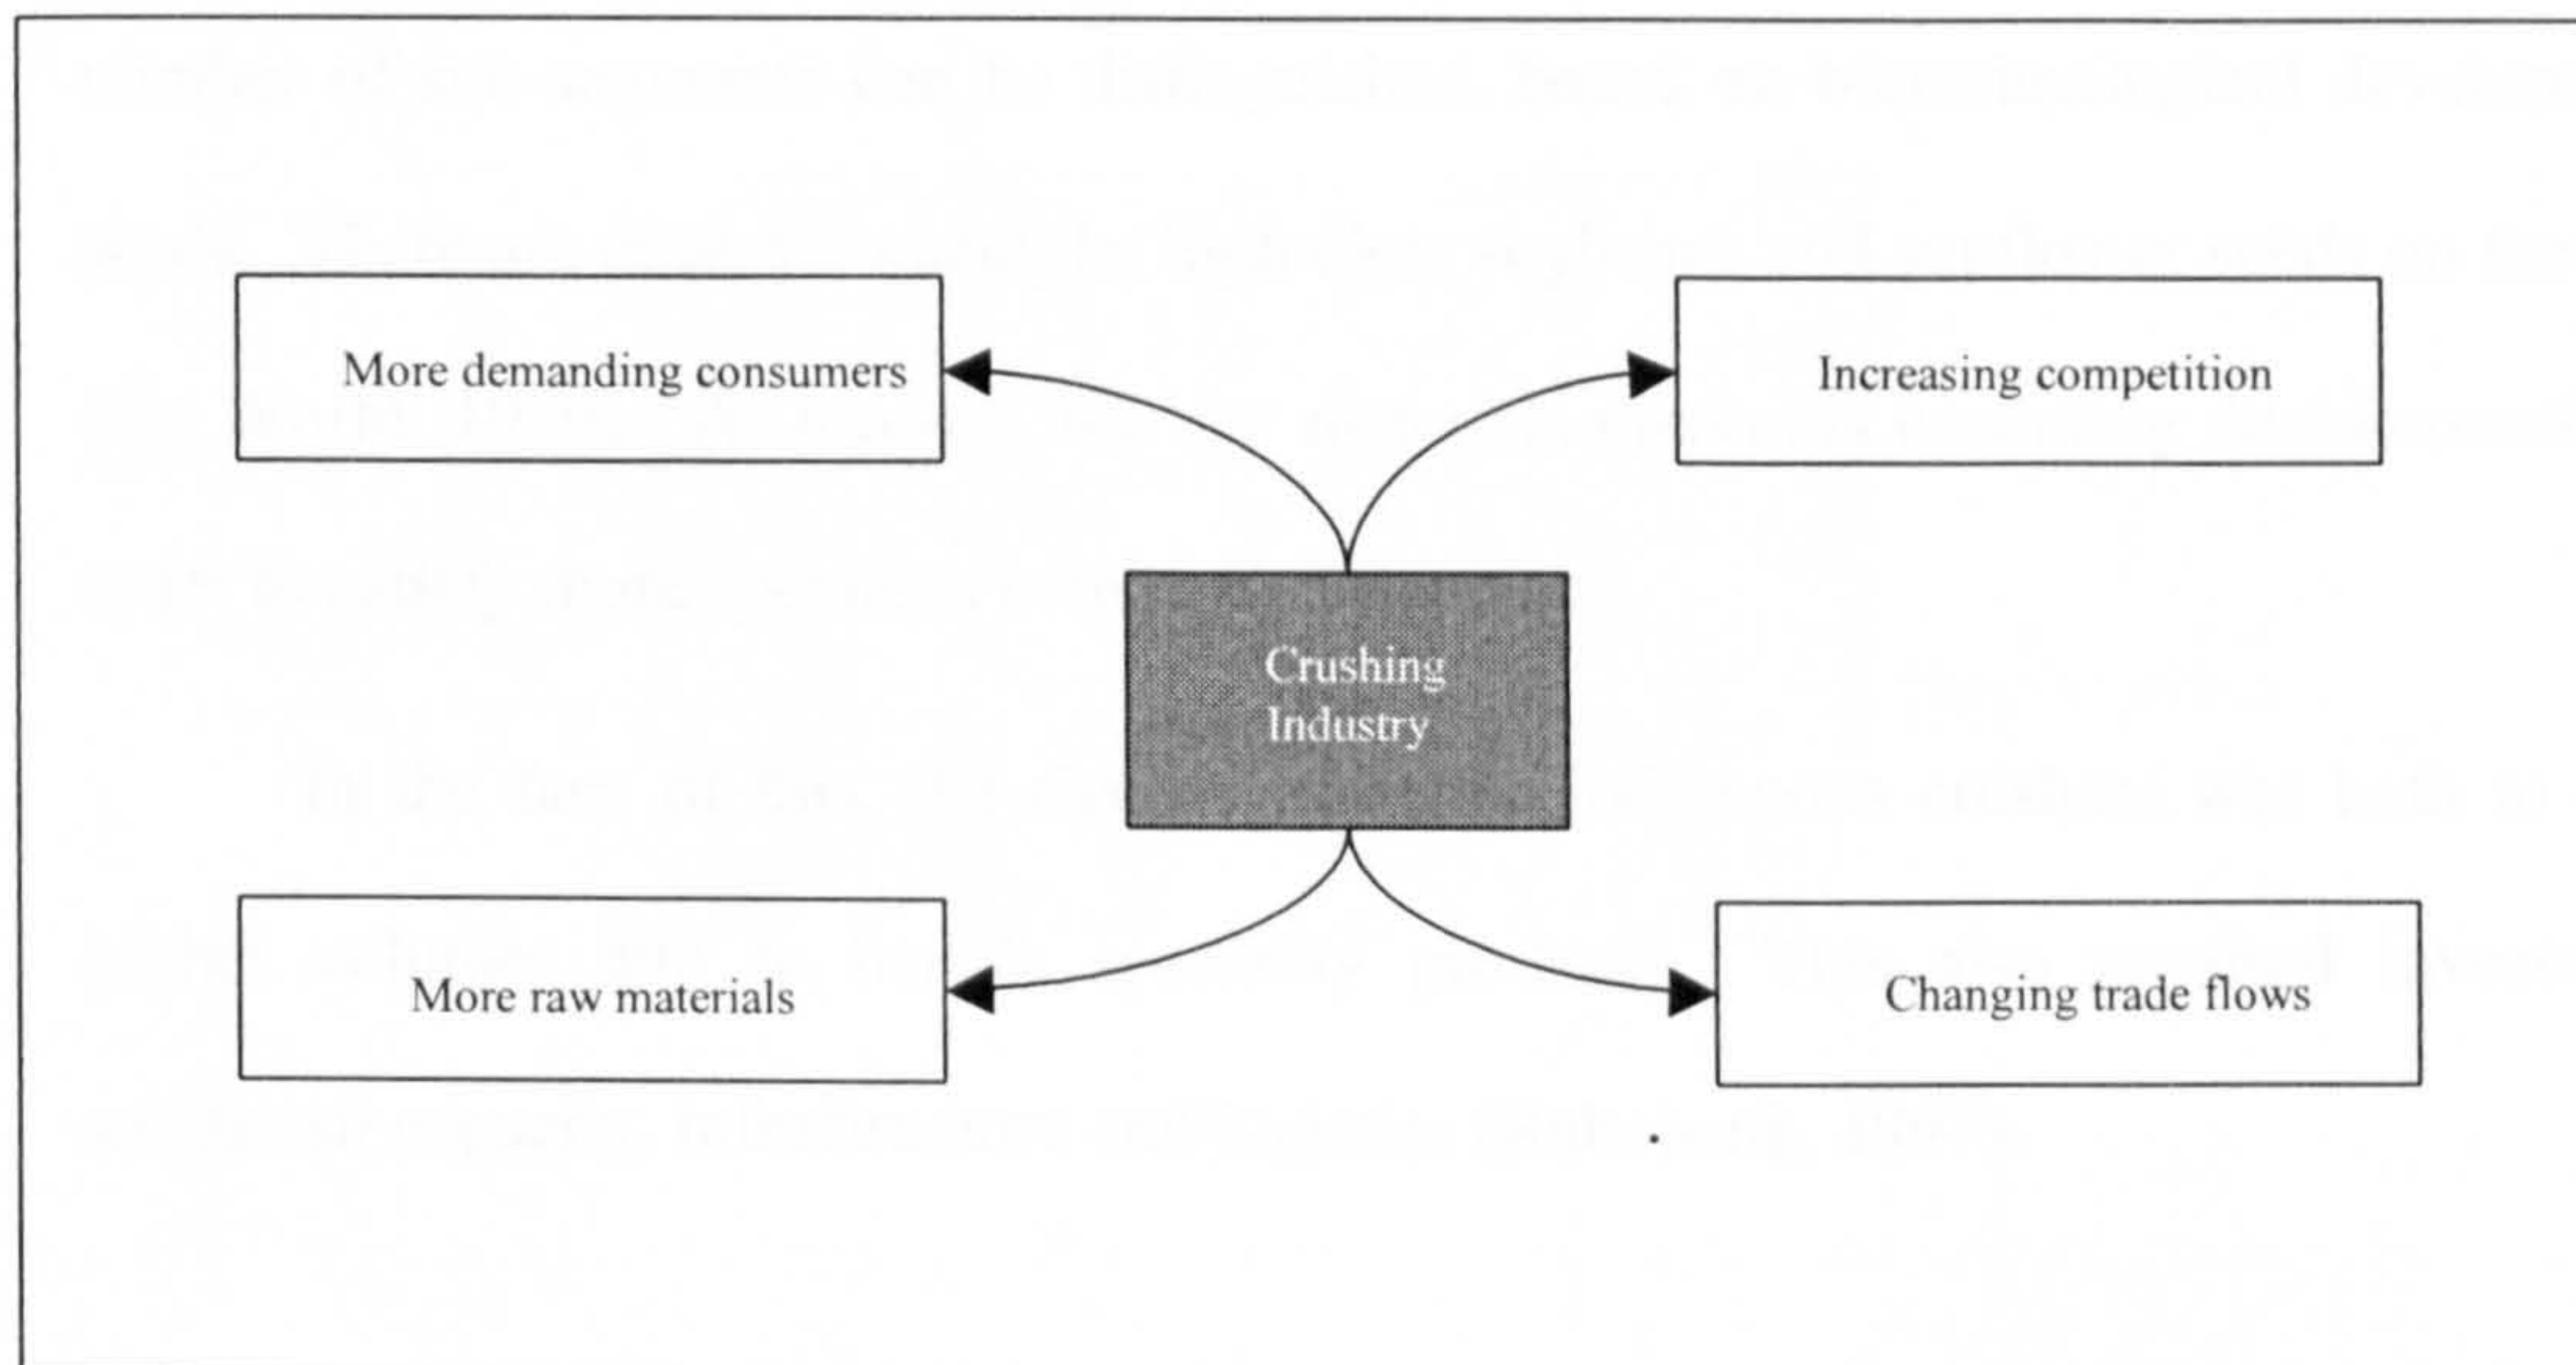 More demanding consumers
Increasing competition
Crushing
Industry
More raw materials
Changing trade flows